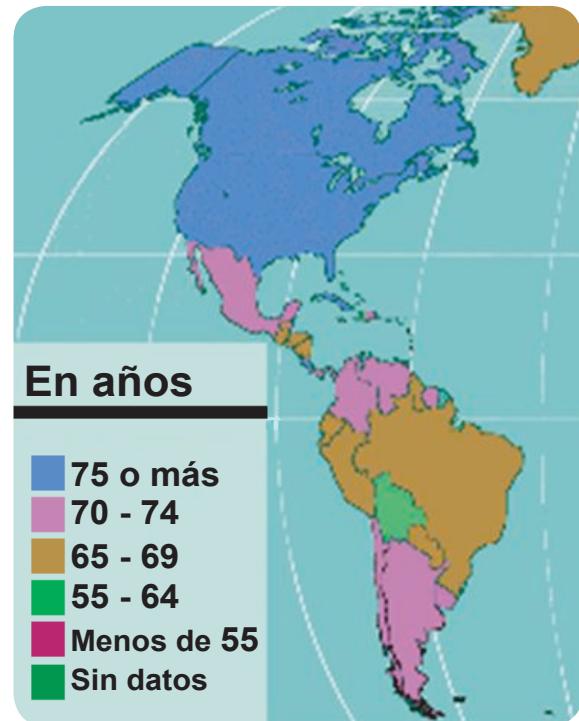 En años
75 o más
70 - 74
65 - 69
55 - 64
Menos de 55
Sin datos